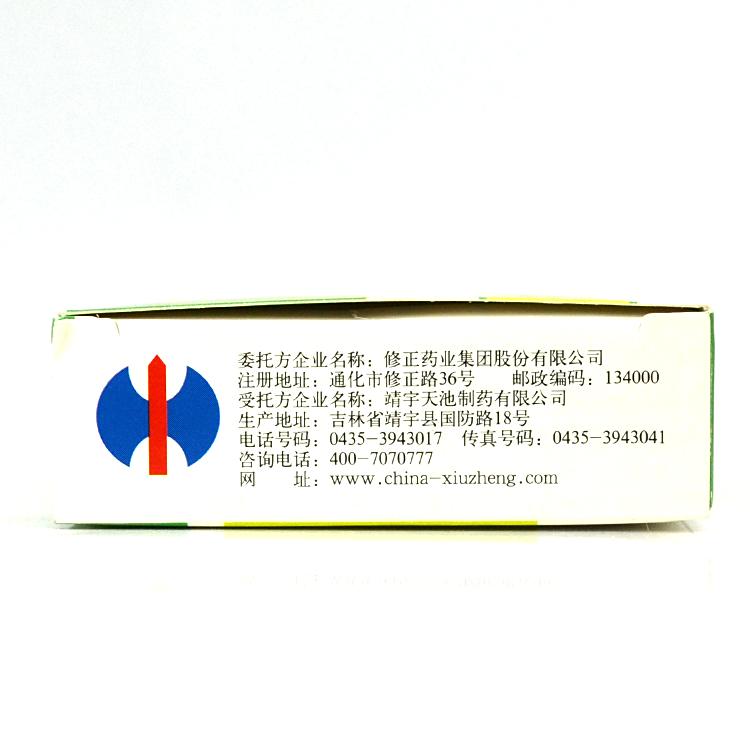 委托方企业名称：修正药业集团股份有限公司
注册地址：通化市修正路36号 邮政编码：134000
受托方企业名称：靖宇天池制药有限公司
生产地址：吉林省靖宇县国防路18号
电话号码：0435-3943017 传真号码：0435-3943041
咨询电话：400-7070777
网 址：www.china-xiuzheng.com